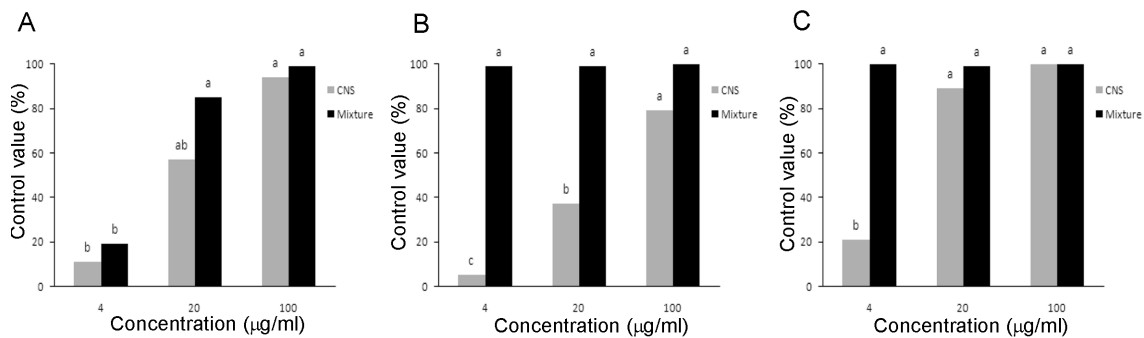 A
Control value (%)
100
80
60
40
20
0
b
b
ab
a
a
a
CNS
Mixture
4
20
100
Concentration (μg/ml)
B
Control value (%)
100
80
60
40
20
0
c
a
b
a
a
a
CNS
Mixture
4
20
100
Concentration (μg/ml)
C
Control value (%)
100
80
60
40
20
0
b
a
a
a
a
a
CNS
Mixture
4
20
100
Concentration (μg/ml)